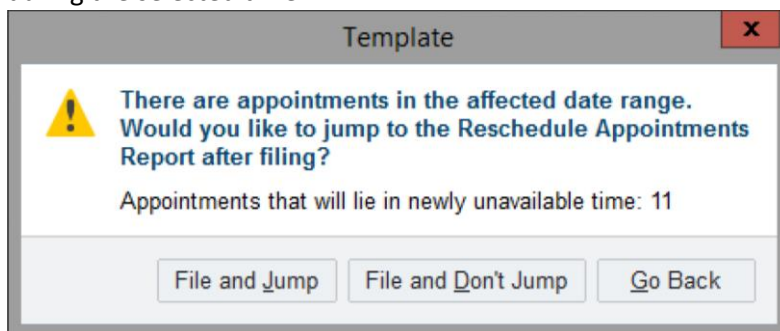 Template
x
There are appointments in the affected date range.
Would you like to jump to the Reschedule Appointments
Report after filing?
Appointments that will lie in newly unavailable time: 11
File and Jump
File and Don't Jump
Go Back